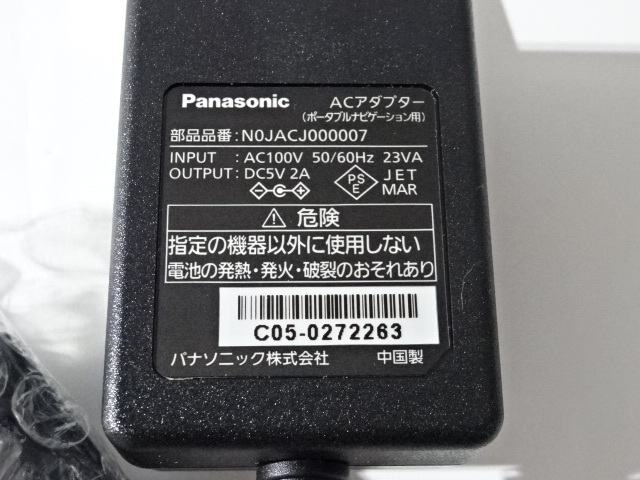 Panasonic ACアダプター
(ポータブルナビゲーション用)
部品品番:N0JACJ000007
INPUT : AC100V 50/60Hz 23VA
OUTPUT : DC5V 2A
PS E JET MAR
危険
指定の機器以外に使用しない
電池の発熱・発火・破裂のおそれあり
C05-0272263
パナソニック株式会社 中国製